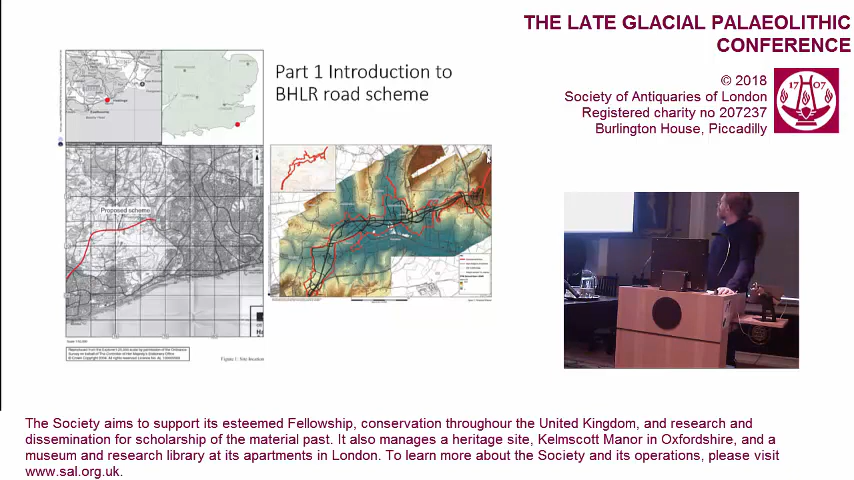 THE LATE GLACIAL PALAEOLITHIC
CONFERENCE
© 2018
Society of Antiquaries of London
Registered charity no 207237
Burlington House, Piccadilly
17 07
Part 1 Introduction to
BHLR road scheme
Proposed scheme
The Society aims to support its esteemed Fellowship, conservation throughour the United Kingdom, and research and
dissemination for scholarship of the material past. It also manages a heritage site, Kelmscott Manor in Oxfordshire, and a
museum and research library at its apartments in London. To learn more about the Society and its operations, please visit
www.sal.org.uk.